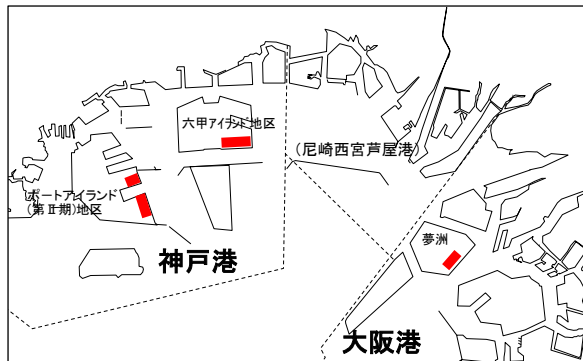 六甲アイランド地区
(尼崎西宮芦屋港)
ポートアイランド
(第Ⅱ期)地区
神戸港
夢洲
大阪港